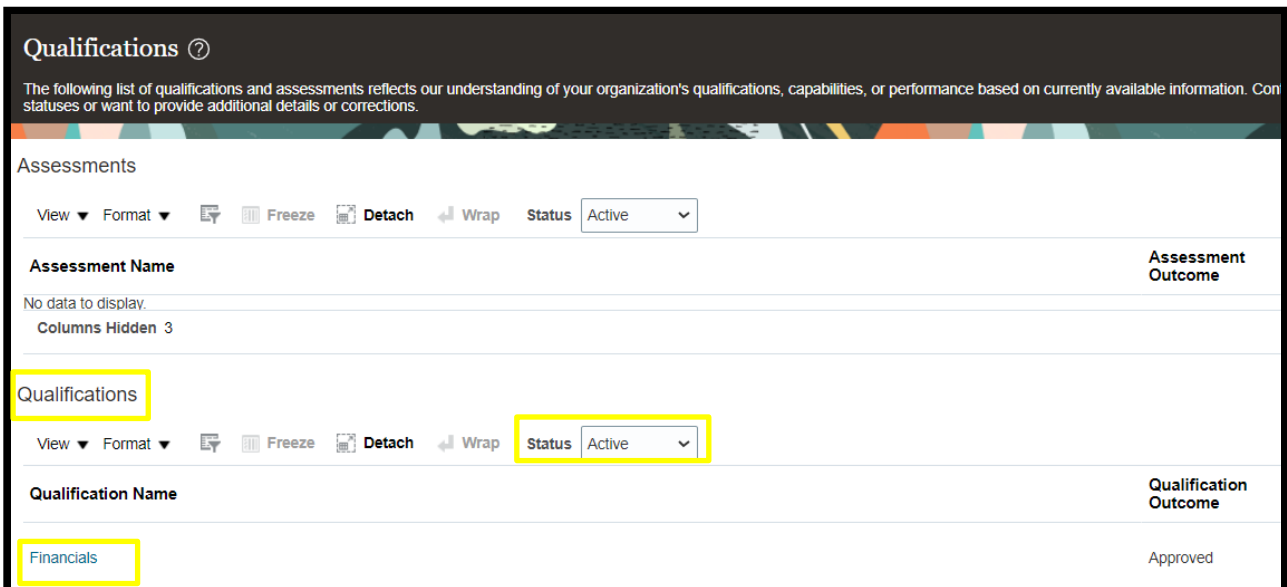 Qualifications ?
The following list of qualifications and assessments reflects our understanding of your organization's qualifications, capabilities, or performance based on currently available information. Con
statuses or want to provide additional details or corrections.
Assessments
View Format Freeze Detach Wrap Status Active
Assessment Name Assessment
Outcome
No data to display.
Columns Hidden 3
Qualifications
View Format Freeze Detach Wrap Status Active
Qualification Name Qualification
Outcome
Financials Approved